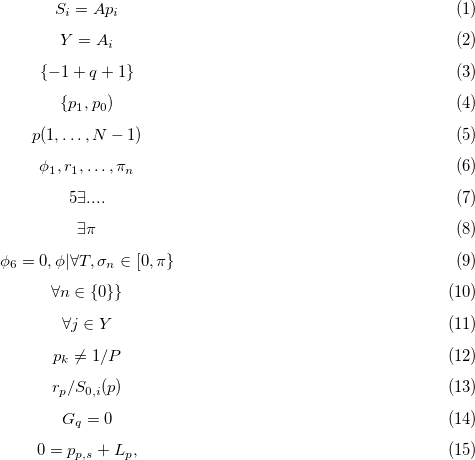 S_i = Ap_i (1)
Y = A_i (2)
{−1 + q + 1} (3)
{p_1, p_0) (4)
p(1, . . . , N − 1) (5)
ϕ_1, r_1, . . . , π_n (6)
5∃.... (7)
∃π (8)
ϕ_6 = 0, ϕ|∀T, σ_n ∈ [0, π} (9)
∀n ∈ {0}} (10)
∀j ∈ Y (11)
p_k ≠ 1/P (12)
r_p/S_{0,i}(p) (13)
G_q = 0 (14)
0 = p_{p,s} + L_p, (15)